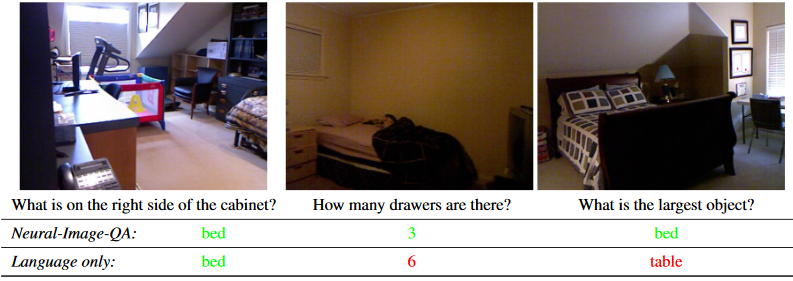 What is on the right side of the cabinet? How many drawers are there? What is the largest object?
Neural-Image-QA: bed 3 bed
Language only: bed 6 table